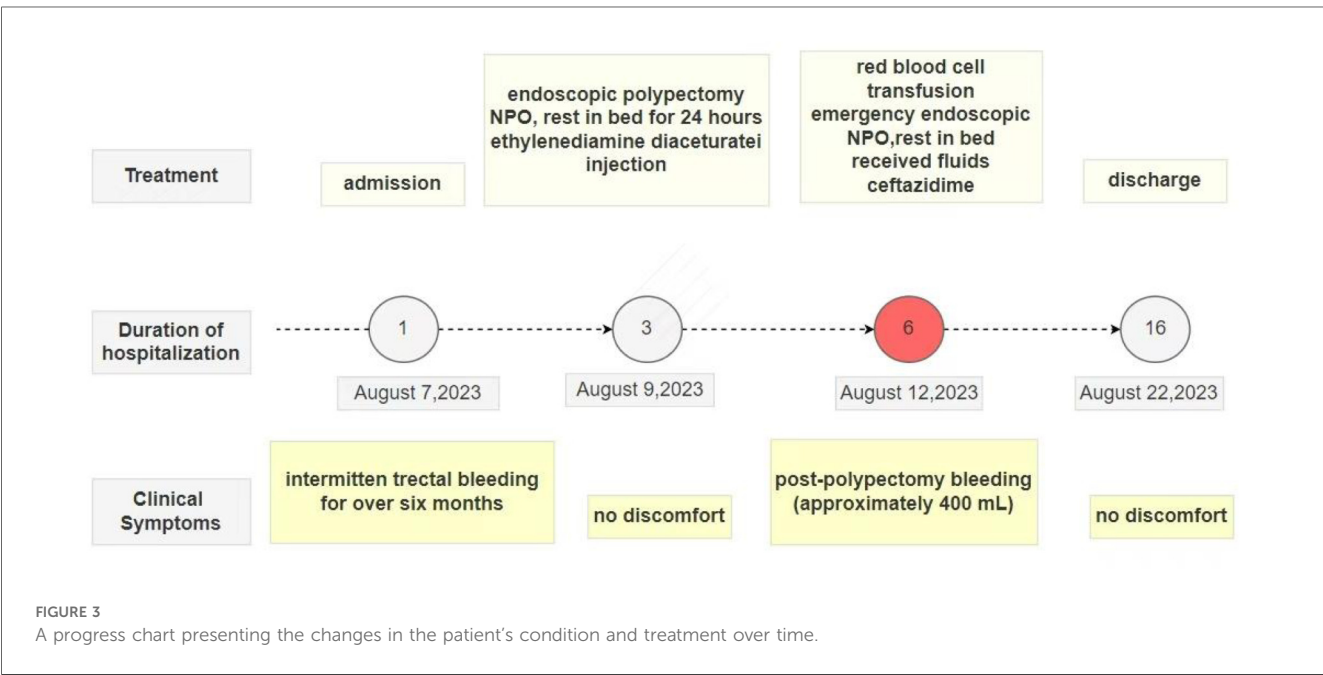 Treatment
admission
endoscopic polypectomy
NPO, rest in bed for 24 hours
ethylenediamine diaceturatei
injection
red blood cell
transfusion
emergency endoscopic
NPO,rest in bed
received fluids
ceftazidime
discharge
Duration of
hospitalization
1
3
6
16
August 7,2023
August 9,2023
August 12,2023
August 22,2023
Clinical
Symptoms
intermitten trectal bleeding
for over six months
no discomfort
post-polypectomy bleeding
(approximately 400 mL)
no discomfort
FIGURE 3
A progress chart presenting the changes in the patient’s condition and treatment over time.